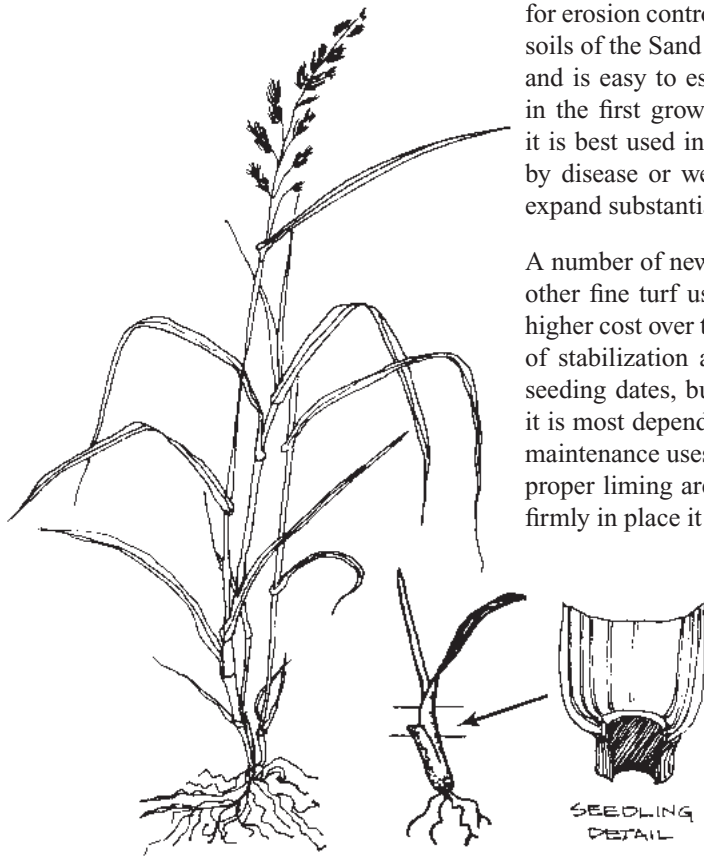 for erosion contro
soils of the Sand
and is easy to es
in the first grow
it is best used in
by disease or we
expand substantia
A number of new
other fine turf us
higher cost over t
of stabilization a
seeding dates, bu
it is most depend
maintenance uses
proper liming are
firmly in place it
SEEDLING
DETAIL